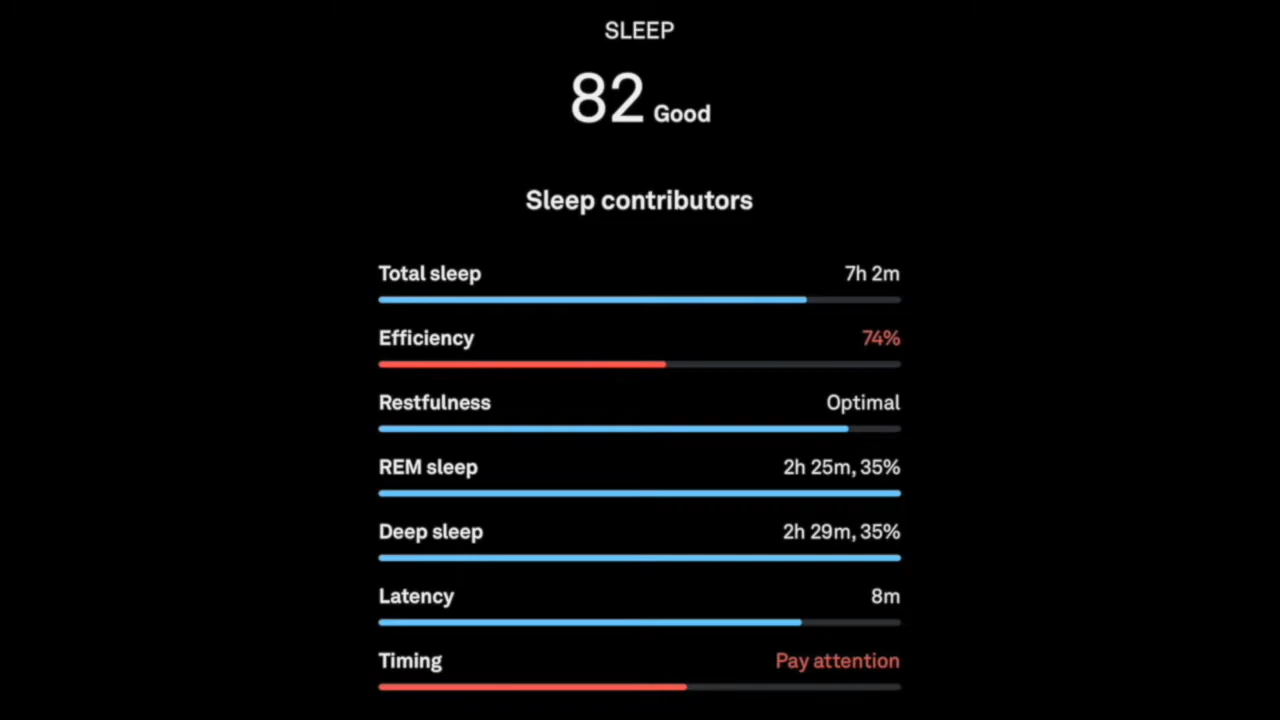 SLEEP
82 Good
Sleep contributors
Total sleep 7h 2m
Efficiency 74%
Restfulness Optimal
REM sleep 2h 25m, 35%
Deep sleep 2h 29m, 35%
Latency 8m
Timing Pay attention